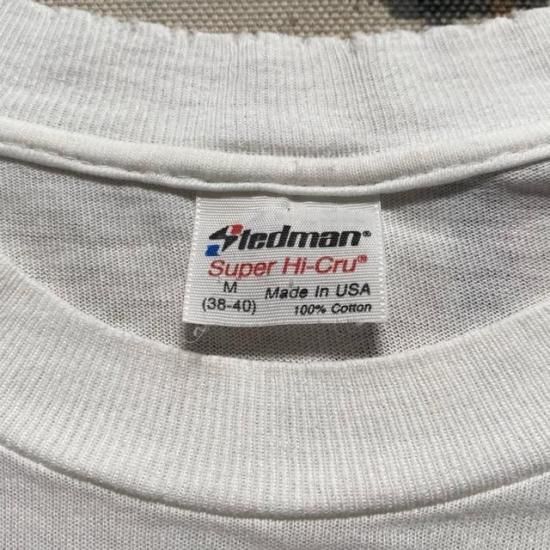 Stedman®
Super Hi-Cru®
M Made In USA
(38-40) 100% Cotton